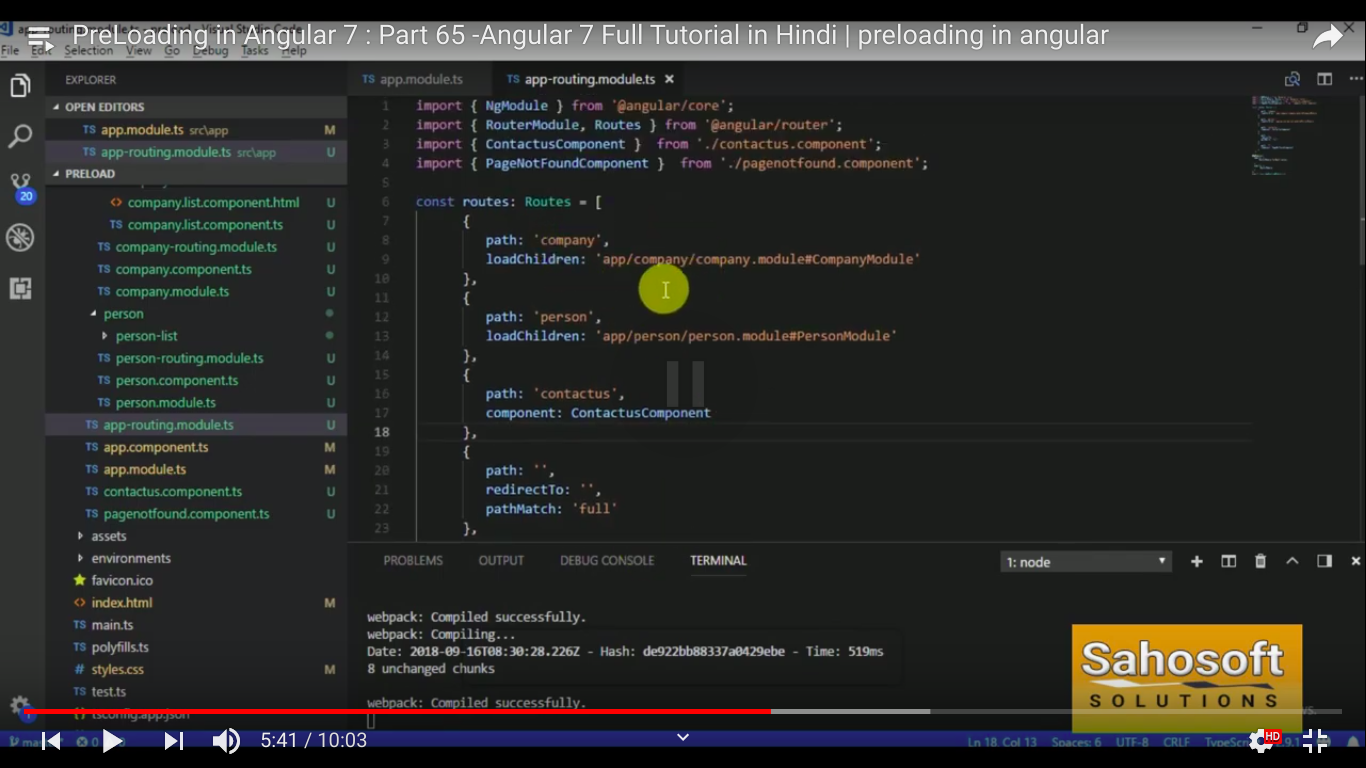 PreLoading in Angular 7 : Part 65 -Angular 7 Full Tutorial in Hindi | preloading in angular
File Edit Selection View Go Debug Tasks Help
EXPLORER
OPEN EDITORS
TS app.module.ts src\app M
TS app-routing.module.ts src\app U
20
PRELOAD
<> company.list.component.html U
TS company.list.component.ts U
TS company-routing.module.ts U
TS company.component.ts U
TS company.module.ts U
person
person-list
TS person-routing.module.ts U
TS person.component.ts U
TS person.module.ts U
TS app-routing.module.ts U
TS app.component.ts M
TS app.module.ts M
TS contactus.component.ts U
TS pagenotfound.component.ts U
assets
environments
favicon.ico
<> index.html M
TS main.ts
TS polyfills.ts
# styles.css M
TS test.ts
{} tsconfig.app.json
1
TS app.module.ts TS app-routing.module.ts
1 import { NgModule } from '@angular/core';
2 import { RouterModule, Routes } from '@angular/router';
3 import { ContactusComponent }  from './contactus.component';
4 import { PageNotFoundComponent }  from './pagenotfound.component';
5
6 const routes: Routes = [
7 {
8 path: 'company',
9 loadChildren: 'app/company/company.module#CompanyModule'
10 },
11 {
12 path: 'person',
13 loadChildren: 'app/person/person.module#PersonModule'
14 },
15 {
16 path: 'contactus',
17 component: ContactusComponent
18 },
19 {
20 path: '',
21 redirectTo: '',
22 pathMatch: 'full'
23 },
PROBLEMS OUTPUT DEBUG CONSOLE TERMINAL 1: node
webpack: Compiled successfully.
webpack: Compiling...
Date: 2018-09-16T08:30:28.226Z - Hash: de922bb88337a0429ebe - Time: 519ms
8 unchanged chunks
webpack: Compiled successfully.
Sahosoft
SOLUTIONS
5:41 / 10:03
HD
Ln 18, Col 13 Spaces: 6 UTF-8 CRLF